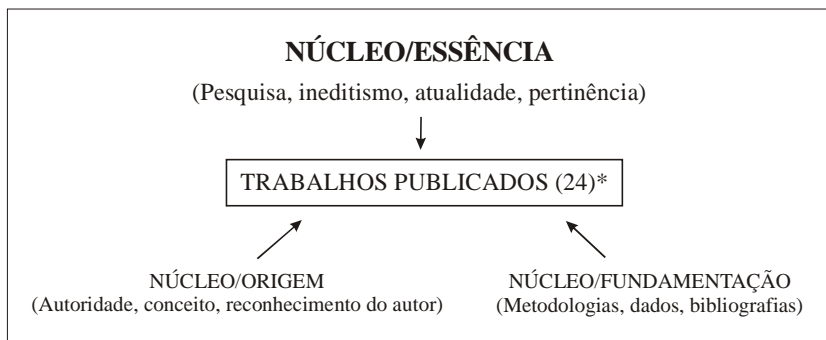 NÚCLEO/ESSÊNCIA
(Pesquisa, ineditismo, atualidade, pertinência)
TRABALHOS PUBLICADOS (24)*
NÚCLEO/ORIGEM
(Autoridade, conceito, reconhecimento do autor)
NÚCLEO/FUNDAMENTAÇÃO
(Metodologias, dados, bibliografias)